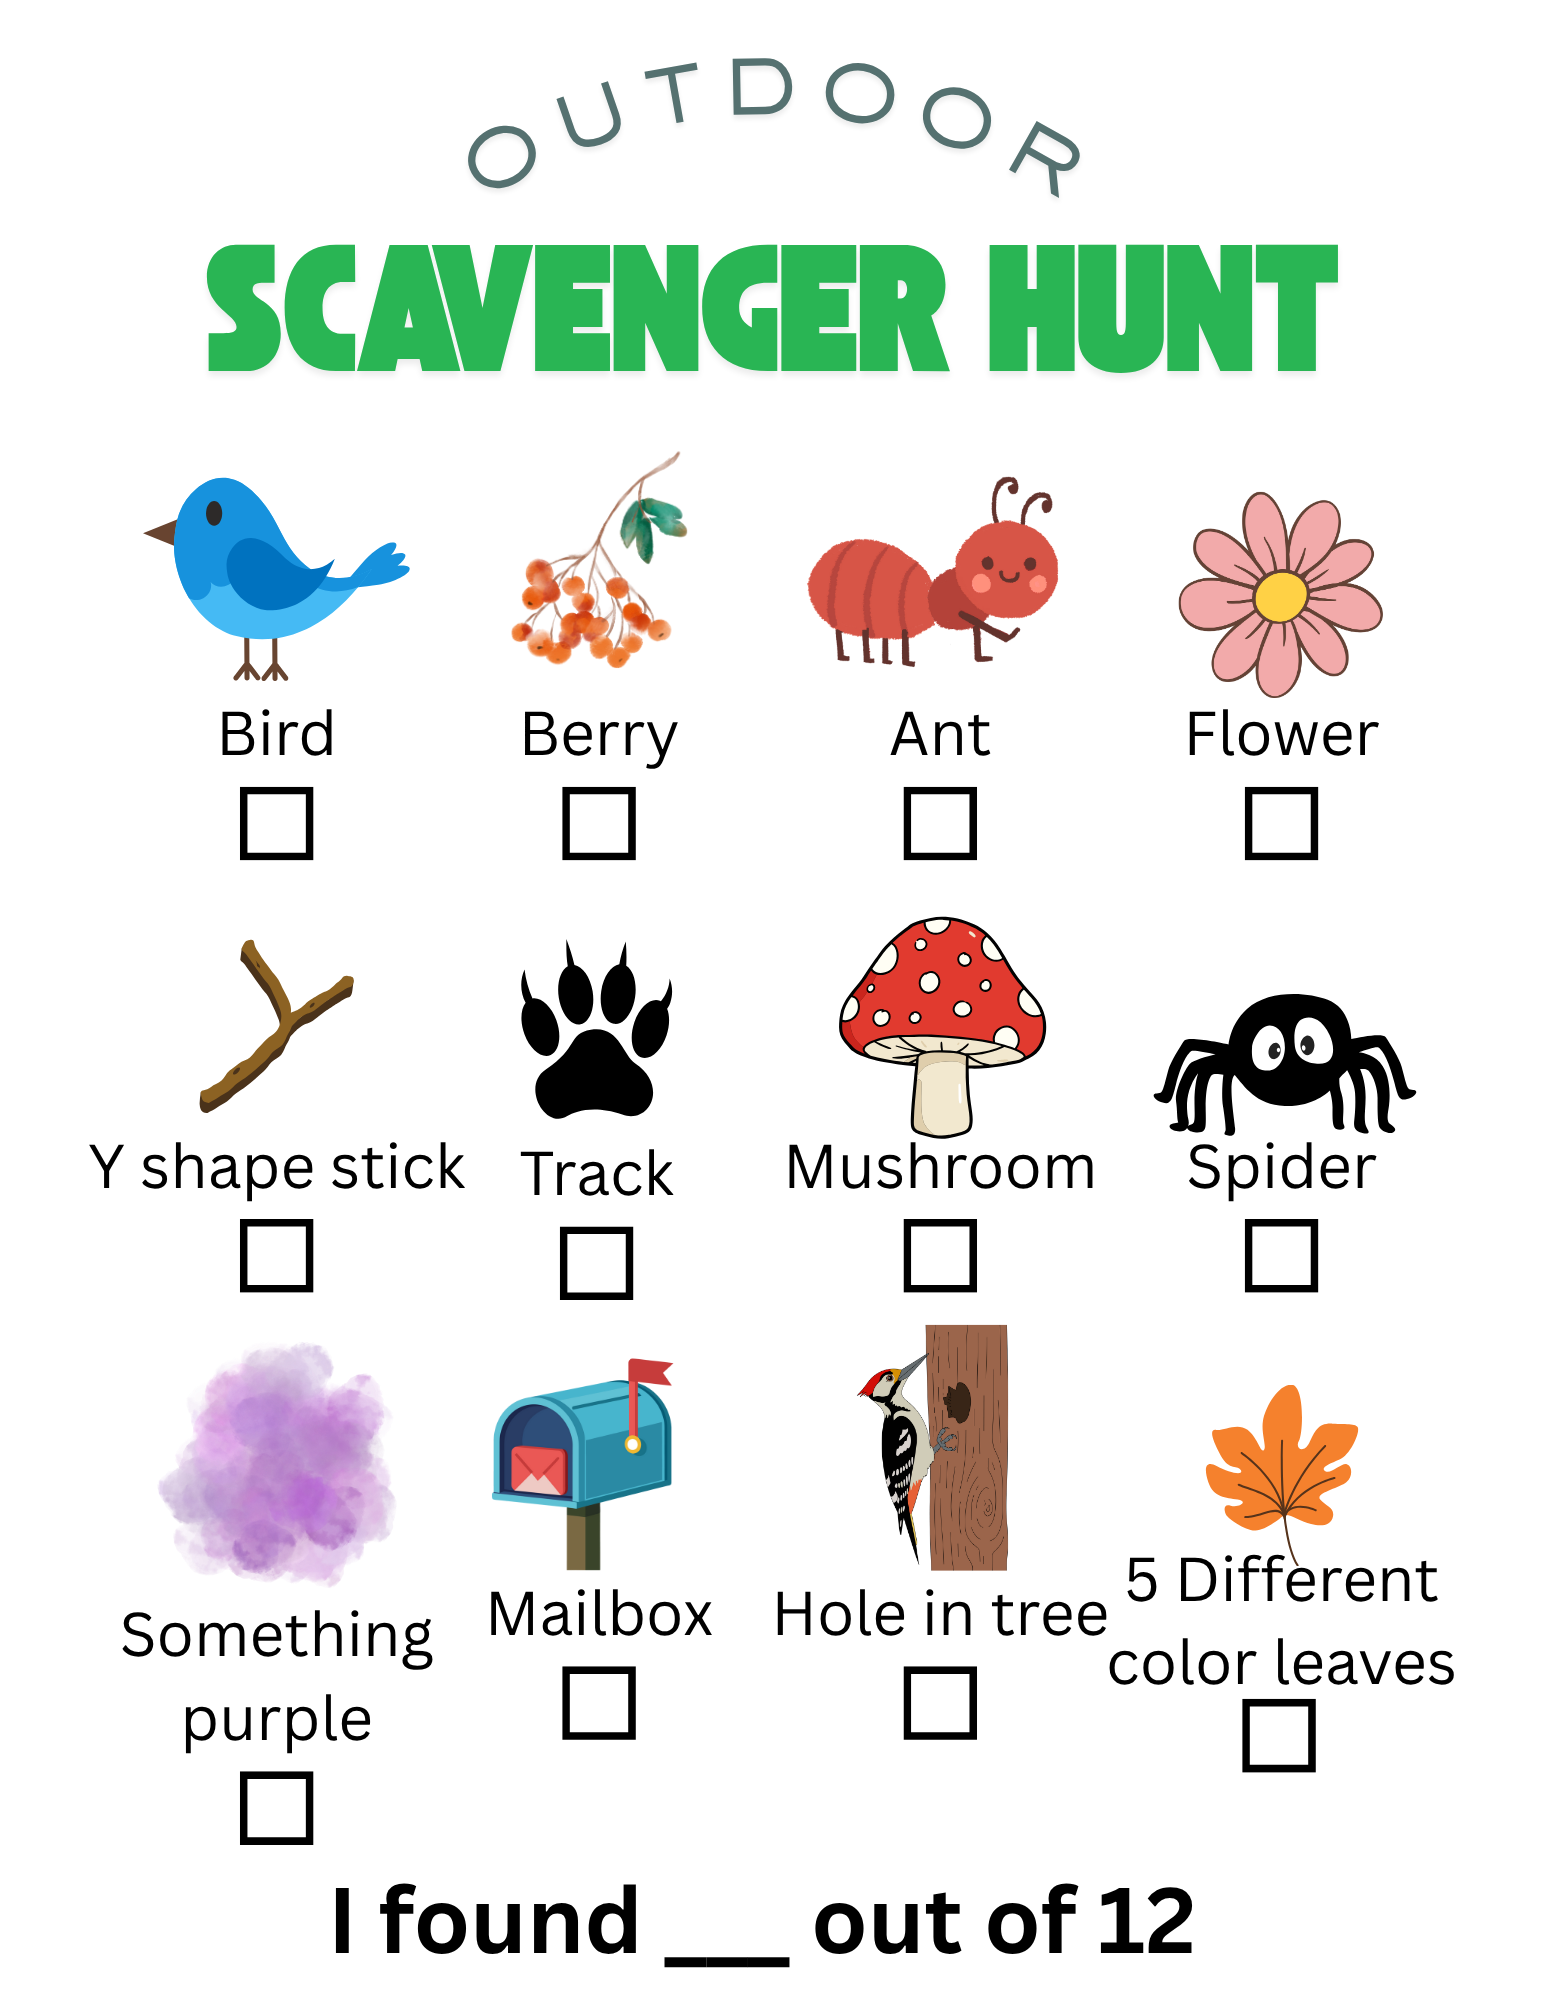 OUTDOOR
SCAVENGER HUNT
Bird
Berry
Ant
Flower
Y shape stick
Track
Mushroom
Spider
Something
purple
Mailbox
Hole in tree
5 Different
color leaves
I found ___ out of 12